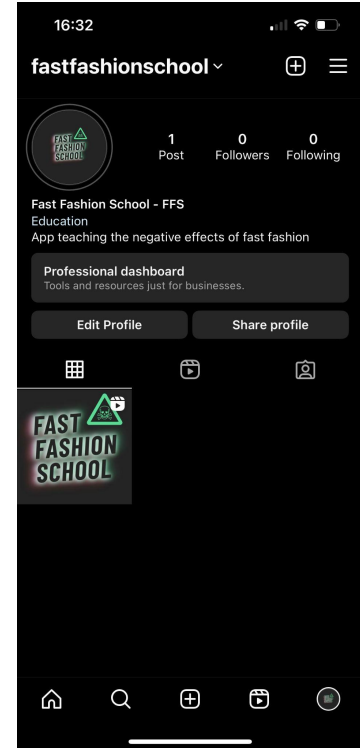 16:32
fastfashionschool
FAST
FASHION
SCHOOL
1
Post
0
Followers
0
Following
Fast Fashion School - FFS
Education
App teaching the negative effects of fast fashion
Professional dashboard
Tools and resources just for businesses.
Edit Profile
Share profile
FAST
FASHION
SCHOOL